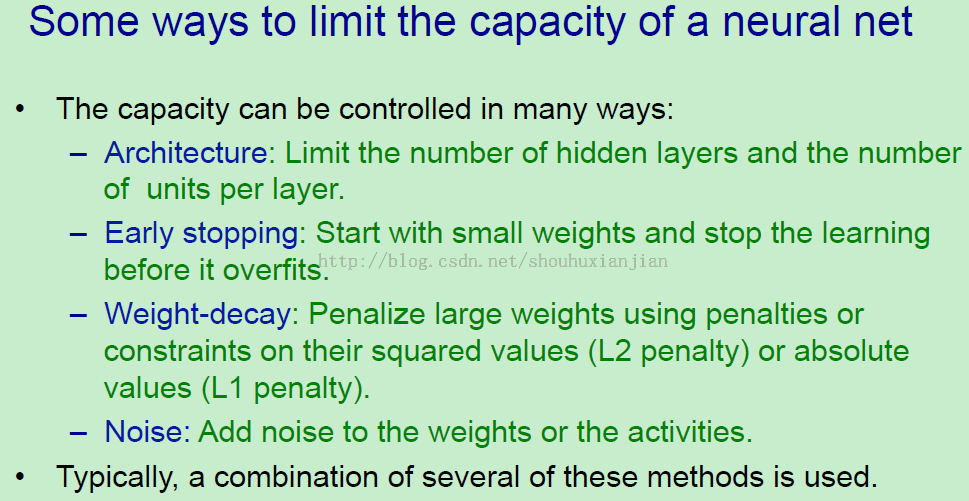 Some ways to limit the capacity of a neural net
• The capacity can be controlled in many ways:
– Architecture: Limit the number of hidden layers and the number
of units per layer.
– Early stopping: Start with small weights and stop the learning
before it overfits.
http://blog.csdn.net/shouhuxianjian
– Weight-decay: Penalize large weights using penalties or
constraints on their squared values (L2 penalty) or absolute
values (L1 penalty).
– Noise: Add noise to the weights or the activities.
• Typically, a combination of several of these methods is used.